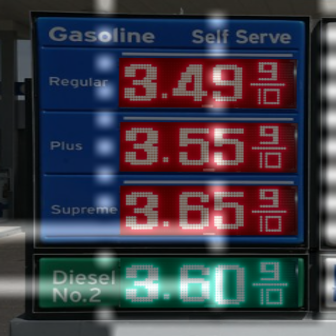 Gasoline Self Serve
Regular 3.49 9/10
Plus 3.55 9/10
Supreme 3.65 9/10
Diesel
No.2 3.60 9/10